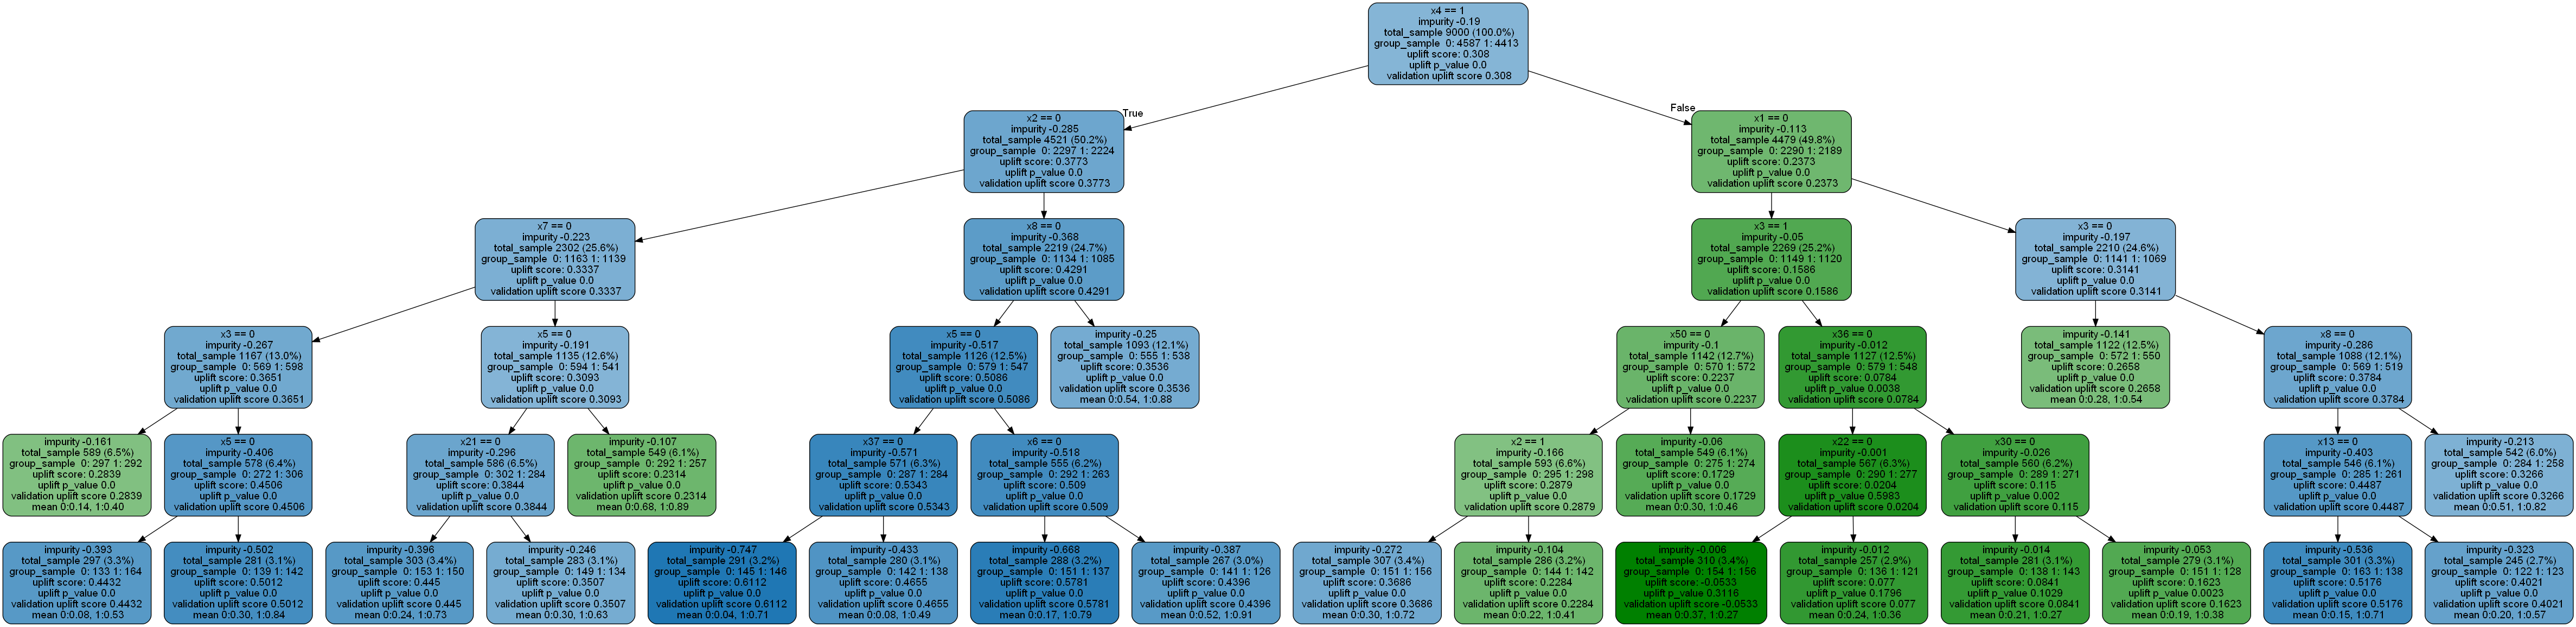 x4 == 1
impurity -0.19
total_sample 9000 (100.0%)
group_sample 0: 4587 1: 4413
uplift score: 0.308
uplift p_value 0.0
validation uplift score 0.308
True
False
x2 == 0
impurity -0.285
total_sample 4521 (50.2%)
group_sample 0: 2297 1: 2224
uplift score: 0.3773
uplift p_value 0.0
validation uplift score 0.3773
x1 == 0
impurity -0.113
total_sample 4479 (49.8%)
group_sample 0: 2290 1: 2189
uplift score: 0.2373
uplift p_value 0.0
validation uplift score 0.2373
x7 == 0
impurity -0.223
total_sample 2302 (25.6%)
group_sample 0: 1163 1: 1139
uplift score: 0.3337
uplift p_value 0.0
validation uplift score 0.3337
x8 == 0
impurity -0.368
total_sample 2219 (24.7%)
group_sample 0: 1134 1: 1085
uplift score: 0.4291
uplift p_value 0.0
validation uplift score 0.4291
x3 == 1
impurity -0.05
total_sample 2269 (25.2%)
group_sample 0: 1149 1: 1120
uplift score: 0.1586
uplift p_value 0.0
validation uplift score 0.1586
x3 == 0
impurity -0.197
total_sample 2210 (24.6%)
group_sample 0: 1141 1: 1069
uplift score: 0.3141
uplift p_value 0.0
validation uplift score 0.3141
x3 == 0
impurity -0.267
total_sample 1167 (13.0%)
group_sample 0: 569 1: 598
uplift score: 0.3651
uplift p_value 0.0
validation uplift score 0.3651
x5 == 0
impurity -0.191
total_sample 1135 (12.6%)
group_sample 0: 594 1: 541
uplift score: 0.3093
uplift p_value 0.0
validation uplift score 0.3093
x5 == 0
impurity -0.517
total_sample 1126 (12.5%)
group_sample 0: 579 1: 547
uplift score: 0.5086
uplift p_value 0.0
validation uplift score 0.5086
impurity -0.25
total_sample 1093 (12.1%)
group_sample 0: 555 1: 538
uplift score: 0.3536
uplift p_value 0.0
validation uplift score 0.3536
mean 0:0.54, 1:0.88
x50 == 0
impurity -0.1
total_sample 1142 (12.7%)
group_sample 0: 570 1: 572
uplift score: 0.2237
uplift p_value 0.0
validation uplift score 0.2237
x36 == 0
impurity -0.012
total_sample 1127 (12.5%)
group_sample 0: 579 1: 548
uplift score: 0.0784
uplift p_value 0.0038
validation uplift score 0.0784
impurity -0.141
total_sample 1122 (12.5%)
group_sample 0: 572 1: 550
uplift score: 0.2658
uplift p_value 0.0
validation uplift score 0.2658
mean 0:0.28, 1:0.54
x8 == 0
impurity -0.286
total_sample 1088 (12.1%)
group_sample 0: 569 1: 519
uplift score: 0.3784
uplift p_value 0.0
validation uplift score 0.3784
impurity -0.161
total_sample 589 (6.5%)
group_sample 0: 297 1: 292
uplift score: 0.2839
uplift p_value 0.0
validation uplift score 0.2839
mean 0:0.14, 1:0.40
x5 == 0
impurity -0.406
total_sample 578 (6.4%)
group_sample 0: 272 1: 306
uplift score: 0.4506
uplift p_value 0.0
validation uplift score 0.4506
x21 == 0
impurity -0.296
total_sample 586 (6.5%)
group_sample 0: 302 1: 284
uplift score: 0.3844
uplift p_value 0.0
validation uplift score 0.3844
impurity -0.107
total_sample 549 (6.1%)
group_sample 0: 292 1: 257
uplift score: 0.2314
uplift p_value 0.0
validation uplift score 0.2314
mean 0:0.68, 1:0.89
x37 == 0
impurity -0.571
total_sample 571 (6.3%)
group_sample 0: 287 1: 284
uplift score: 0.5343
uplift p_value 0.0
validation uplift score 0.5343
x6 == 0
impurity -0.518
total_sample 555 (6.2%)
group_sample 0: 292 1: 263
uplift score: 0.509
uplift p_value 0.0
validation uplift score 0.509
x2 == 1
impurity -0.166
total_sample 593 (6.6%)
group_sample 0: 295 1: 298
uplift score: 0.2879
uplift p_value 0.0
validation uplift score 0.2879
impurity -0.06
total_sample 549 (6.1%)
group_sample 0: 275 1: 274
uplift score: 0.1729
uplift p_value 0.0
validation uplift score 0.1729
mean 0:0.30, 1:0.46
x22 == 0
impurity -0.001
total_sample 567 (6.3%)
group_sample 0: 290 1: 277
uplift score: 0.0204
uplift p_value 0.5983
validation uplift score 0.0204
x30 == 0
impurity -0.026
total_sample 560 (6.2%)
group_sample 0: 289 1: 271
uplift score: 0.115
uplift p_value 0.002
validation uplift score 0.115
x13 == 0
impurity -0.403
total_sample 546 (6.1%)
group_sample 0: 285 1: 261
uplift score: 0.4487
uplift p_value 0.0
validation uplift score 0.4487
impurity -0.213
total_sample 542 (6.0%)
group_sample 0: 284 1: 258
uplift score: 0.3266
uplift p_value 0.0
validation uplift score 0.3266
mean 0:0.51, 1:0.82
impurity -0.393
total_sample 297 (3.3%)
group_sample 0: 133 1: 164
uplift score: 0.4432
uplift p_value 0.0
validation uplift score 0.4432
mean 0:0.08, 1:0.53
impurity -0.502
total_sample 281 (3.1%)
group_sample 0: 139 1: 142
uplift score: 0.5012
uplift p_value 0.0
validation uplift score 0.5012
mean 0:0.30, 1:0.84
impurity -0.396
total_sample 303 (3.4%)
group_sample 0: 153 1: 150
uplift score: 0.445
uplift p_value 0.0
validation uplift score 0.445
mean 0:0.24, 1:0.73
impurity -0.246
total_sample 283 (3.1%)
group_sample 0: 149 1: 134
uplift score: 0.3507
uplift p_value 0.0
validation uplift score 0.3507
mean 0:0.30, 1:0.63
impurity -0.747
total_sample 291 (3.2%)
group_sample 0: 145 1: 146
uplift score: 0.6112
uplift p_value 0.0
validation uplift score 0.6112
mean 0:0.04, 1:0.71
impurity -0.433
total_sample 280 (3.1%)
group_sample 0: 142 1: 138
uplift score: 0.4655
uplift p_value 0.0
validation uplift score 0.4655
mean 0:0.08, 1:0.49
impurity -0.668
total_sample 288 (3.2%)
group_sample 0: 151 1: 137
uplift score: 0.5781
uplift p_value 0.0
validation uplift score 0.5781
mean 0:0.17, 1:0.79
impurity -0.387
total_sample 267 (3.0%)
group_sample 0: 141 1: 126
uplift score: 0.4396
uplift p_value 0.0
validation uplift score 0.4396
mean 0:0.52, 1:0.91
impurity -0.272
total_sample 307 (3.4%)
group_sample 0: 151 1: 156
uplift score: 0.3686
uplift p_value 0.0
validation uplift score 0.3686
mean 0:0.30, 1:0.72
impurity -0.104
total_sample 286 (3.2%)
group_sample 0: 144 1: 142
uplift score: 0.2284
uplift p_value 0.0
validation uplift score 0.2284
mean 0:0.22, 1:0.41
impurity -0.006
total_sample 310 (3.4%)
group_sample 0: 154 1: 156
uplift score: -0.0533
uplift p_value 0.3116
validation uplift score -0.0533
mean 0:0.37, 1:0.27
impurity -0.012
total_sample 257 (2.9%)
group_sample 0: 136 1: 121
uplift score: 0.077
uplift p_value 0.1796
validation uplift score 0.077
mean 0:0.24, 1:0.36
impurity -0.014
total_sample 281 (3.1%)
group_sample 0: 138 1: 143
uplift score: 0.0841
uplift p_value 0.1029
validation uplift score 0.0841
mean 0:0.21, 1:0.27
impurity -0.053
total_sample 279 (3.1%)
group_sample 0: 151 1: 128
uplift score: 0.1623
uplift p_value 0.0023
validation uplift score 0.1623
mean 0:0.19, 1:0.38
impurity -0.536
total_sample 301 (3.3%)
group_sample 0: 163 1: 138
uplift score: 0.5176
uplift p_value 0.0
validation uplift score 0.5176
mean 0:0.15, 1:0.71
impurity -0.323
total_sample 245 (2.7%)
group_sample 0: 122 1: 123
uplift score: 0.4021
uplift p_value 0.0
validation uplift score 0.4021
mean 0:0.20, 1:0.57